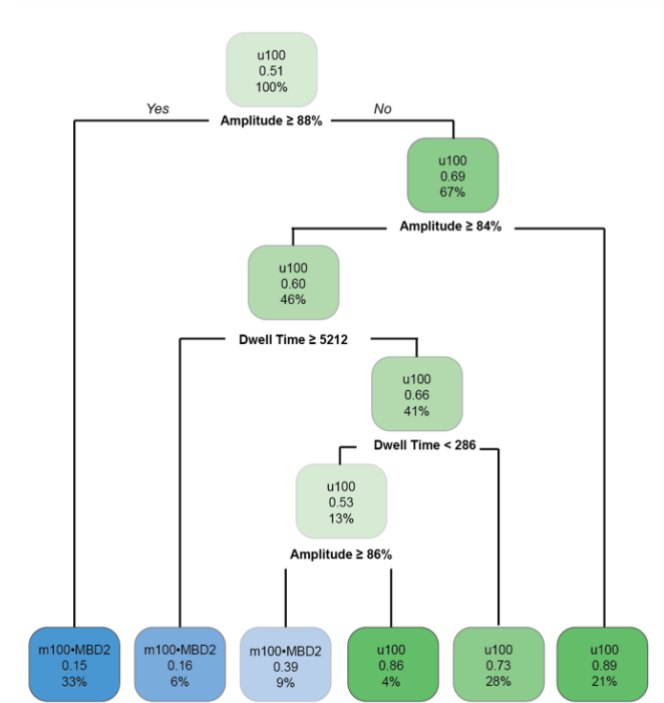 u100
0.51
100%
Yes
No
Amplitude ≥ 88%
u100
0.69
67%
Amplitude ≥ 84%
u100
0.60
46%
Dwell Time ≥ 5212
u100
0.66
41%
Dwell Time < 286
u100
0.53
13%
Amplitude ≥ 86%
m100•MBD2
0.15
33%
m100•MBD2
0.16
6%
m100•MBD2
0.39
9%
u100
0.86
4%
u100
0.73
28%
u100
0.89
21%